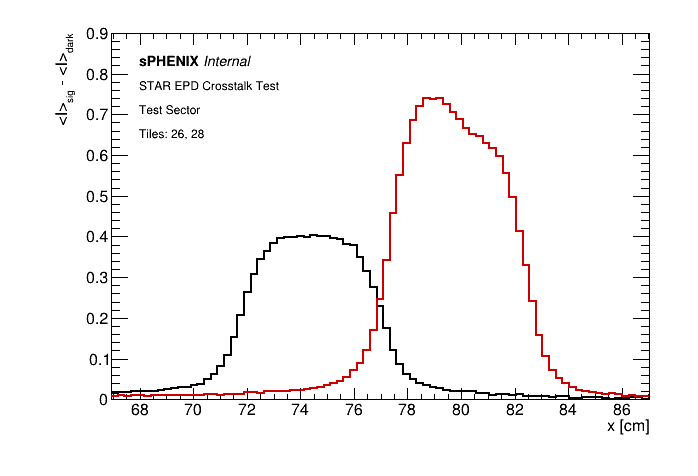 <I>sig - <I>dark
0.9
0.8
0.7
0.6
0.5
0.4
0.3
0.2
0.1
0
sPHENIX Internal
STAR EPD Crosstalk Test
Test Sector
Tiles: 26, 28
68 70 72 74 76 78 80 82 84 86
x [cm]